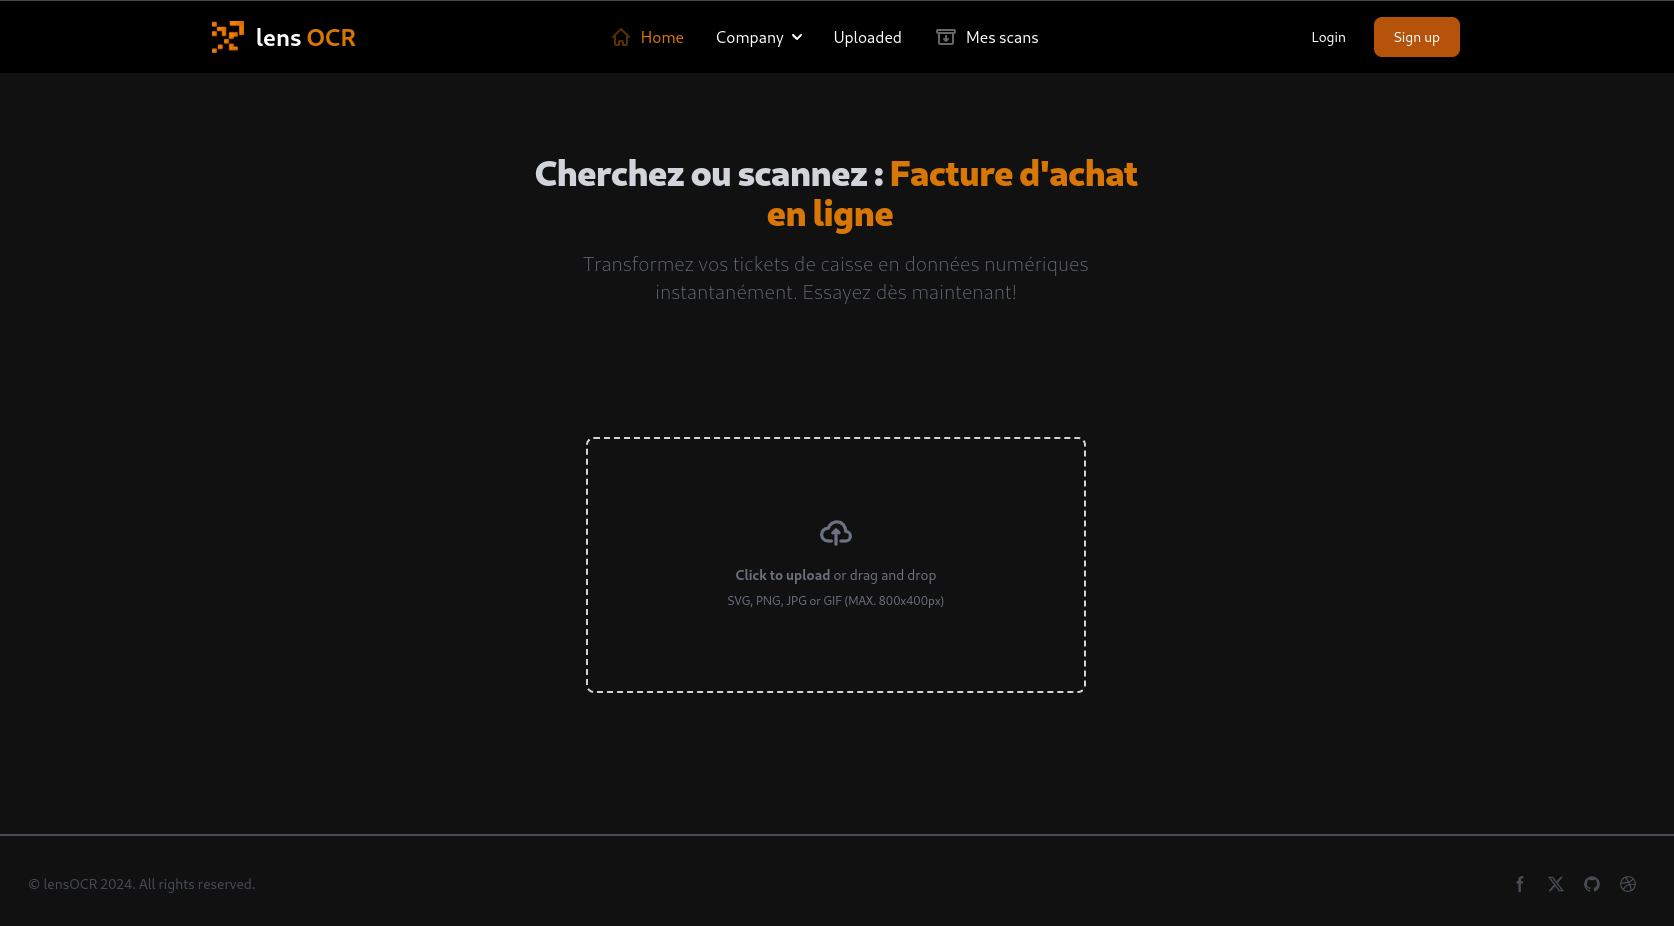 lens OCR
Home
Company
Uploaded
Mes scans
Login
Sign up
Cherchez ou scannez : Facture d'achat
en ligne
Transformez vos tickets de caisse en données numériques
instantanément. Essayez dès maintenant!
Click to upload or drag and drop
SVG, PNG, JPG or GIF (MAX. 800x400px)
© lensOCR 2024. All rights reserved.